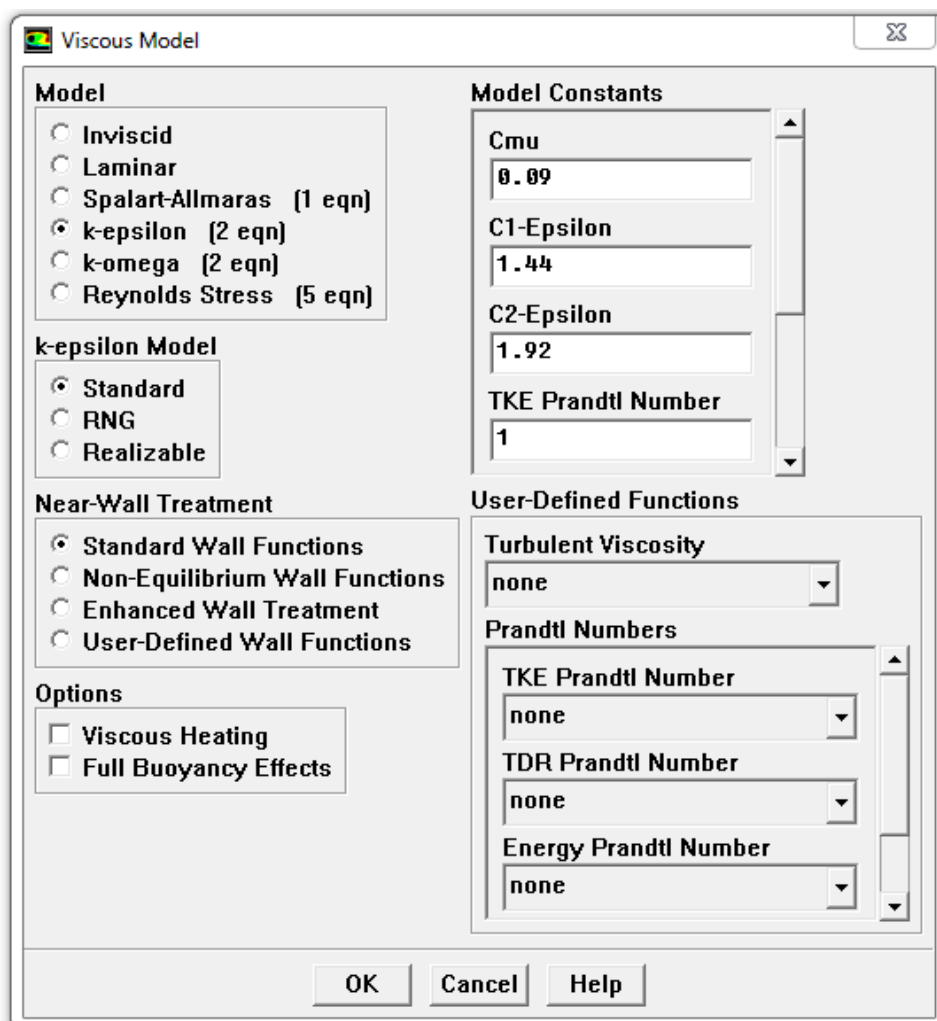 Viscous Model
Model
Inviscid
Laminar
Spalart-Allmaras (1 eqn)
k-epsilon (2 eqn)
k-omega (2 eqn)
Reynolds Stress (5 eqn)
k-epsilon Model
Standard
RNG
Realizable
Near-Wall Treatment
Standard Wall Functions
Non-Equilibrium Wall Functions
Enhanced Wall Treatment
User-Defined Wall Functions
Options
Viscous Heating
Full Buoyancy Effects
Model Constants
Cmu
0.09
C1-Epsilon
1.44
C2-Epsilon
1.92
TKE Prandtl Number
1
User-Defined Functions
Turbulent Viscosity
none
Prandtl Numbers
TKE Prandtl Number
none
TDR Prandtl Number
none
Energy Prandtl Number
none
OK
Cancel
Help